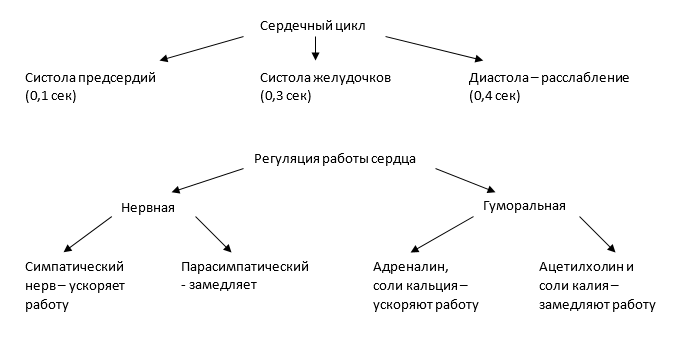 Сердечный цикл
Систола предсердий
(0,1 сек)
Систола желудочков
(0,3 сек)
Диастола – расслабление
(0,4 сек)
Регуляция работы сердца
Нервная
Гуморальная
Симпатический
нерв – ускоряет
работу
Парасимпатический
- замедляет
Адреналин,
соли кальция –
ускоряют работу
Ацетилхолин и
соли калия –
замедляют работу